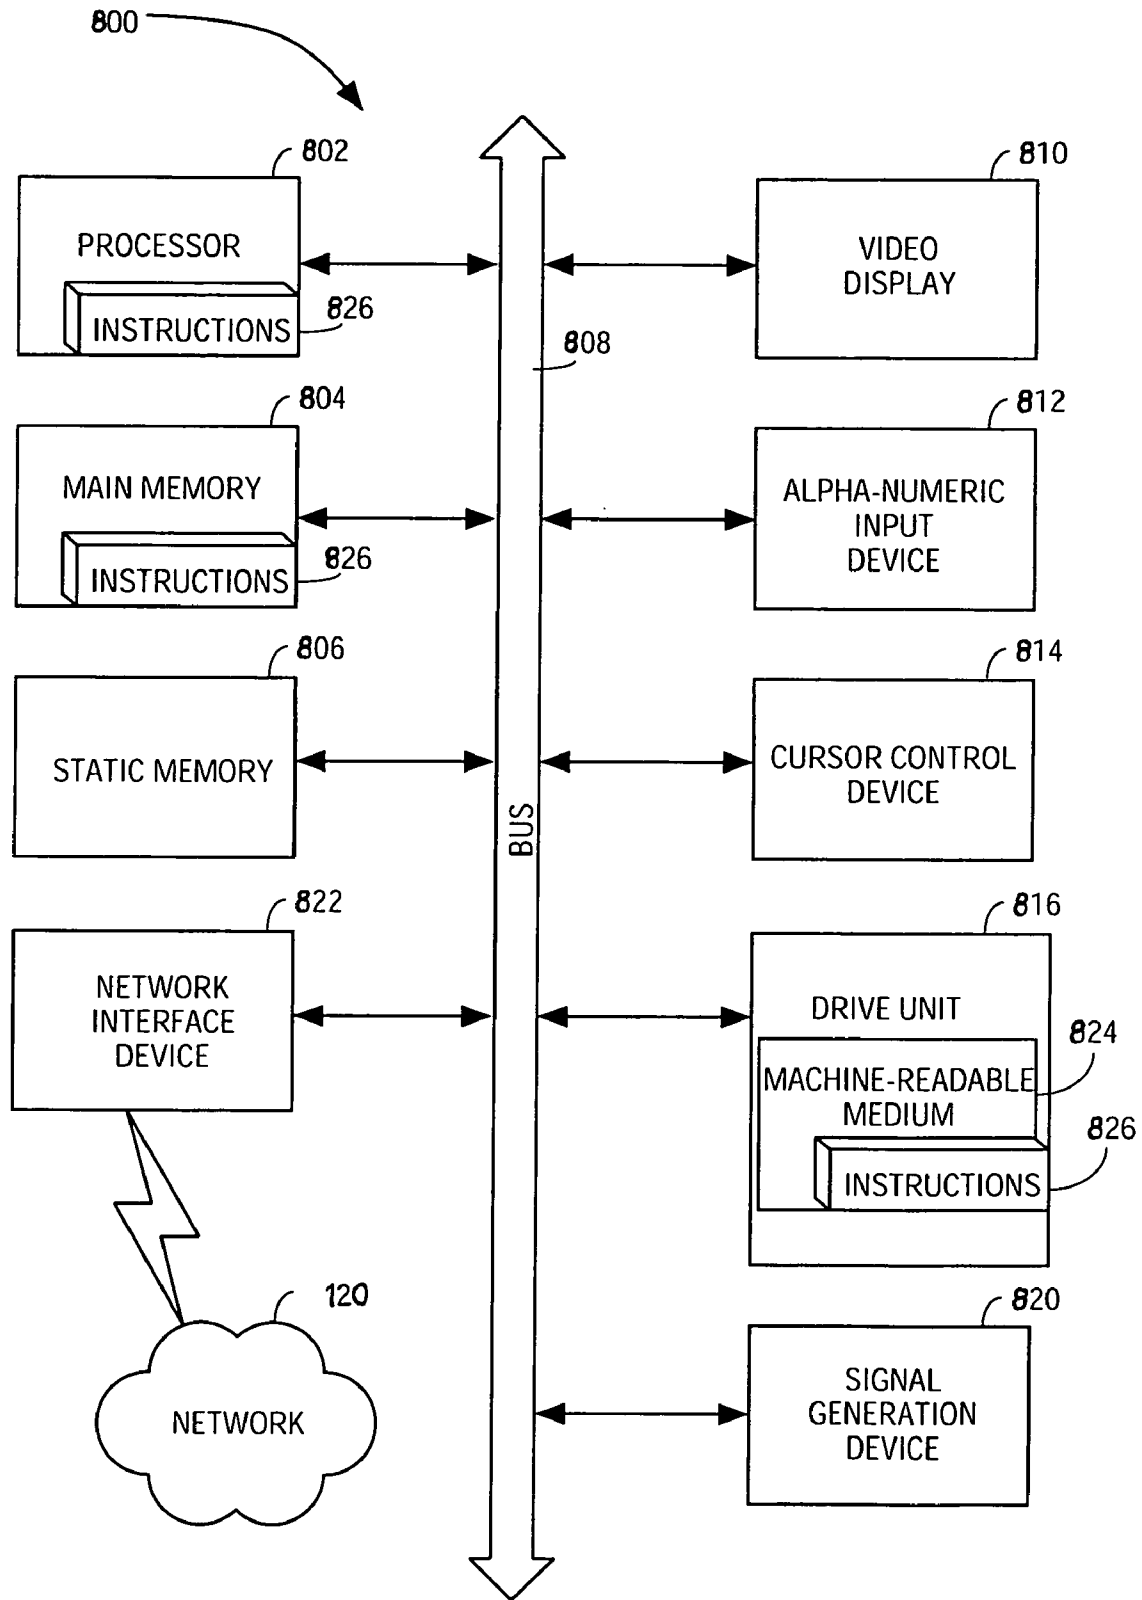 800
802
PROCESSOR
INSTRUCTIONS
826
804
MAIN MEMORY
INSTRUCTIONS
826
806
STATIC MEMORY
822
NETWORK
INTERFACE
DEVICE
120
NETWORK
808
BUS
810
VIDEO
DISPLAY
812
ALPHA-NUMERIC
INPUT
DEVICE
814
CURSOR CONTROL
DEVICE
816
DRIVE UNIT
824
MACHINE-READABLE
MEDIUM
826
INSTRUCTIONS
820
SIGNAL
GENERATION
DEVICE